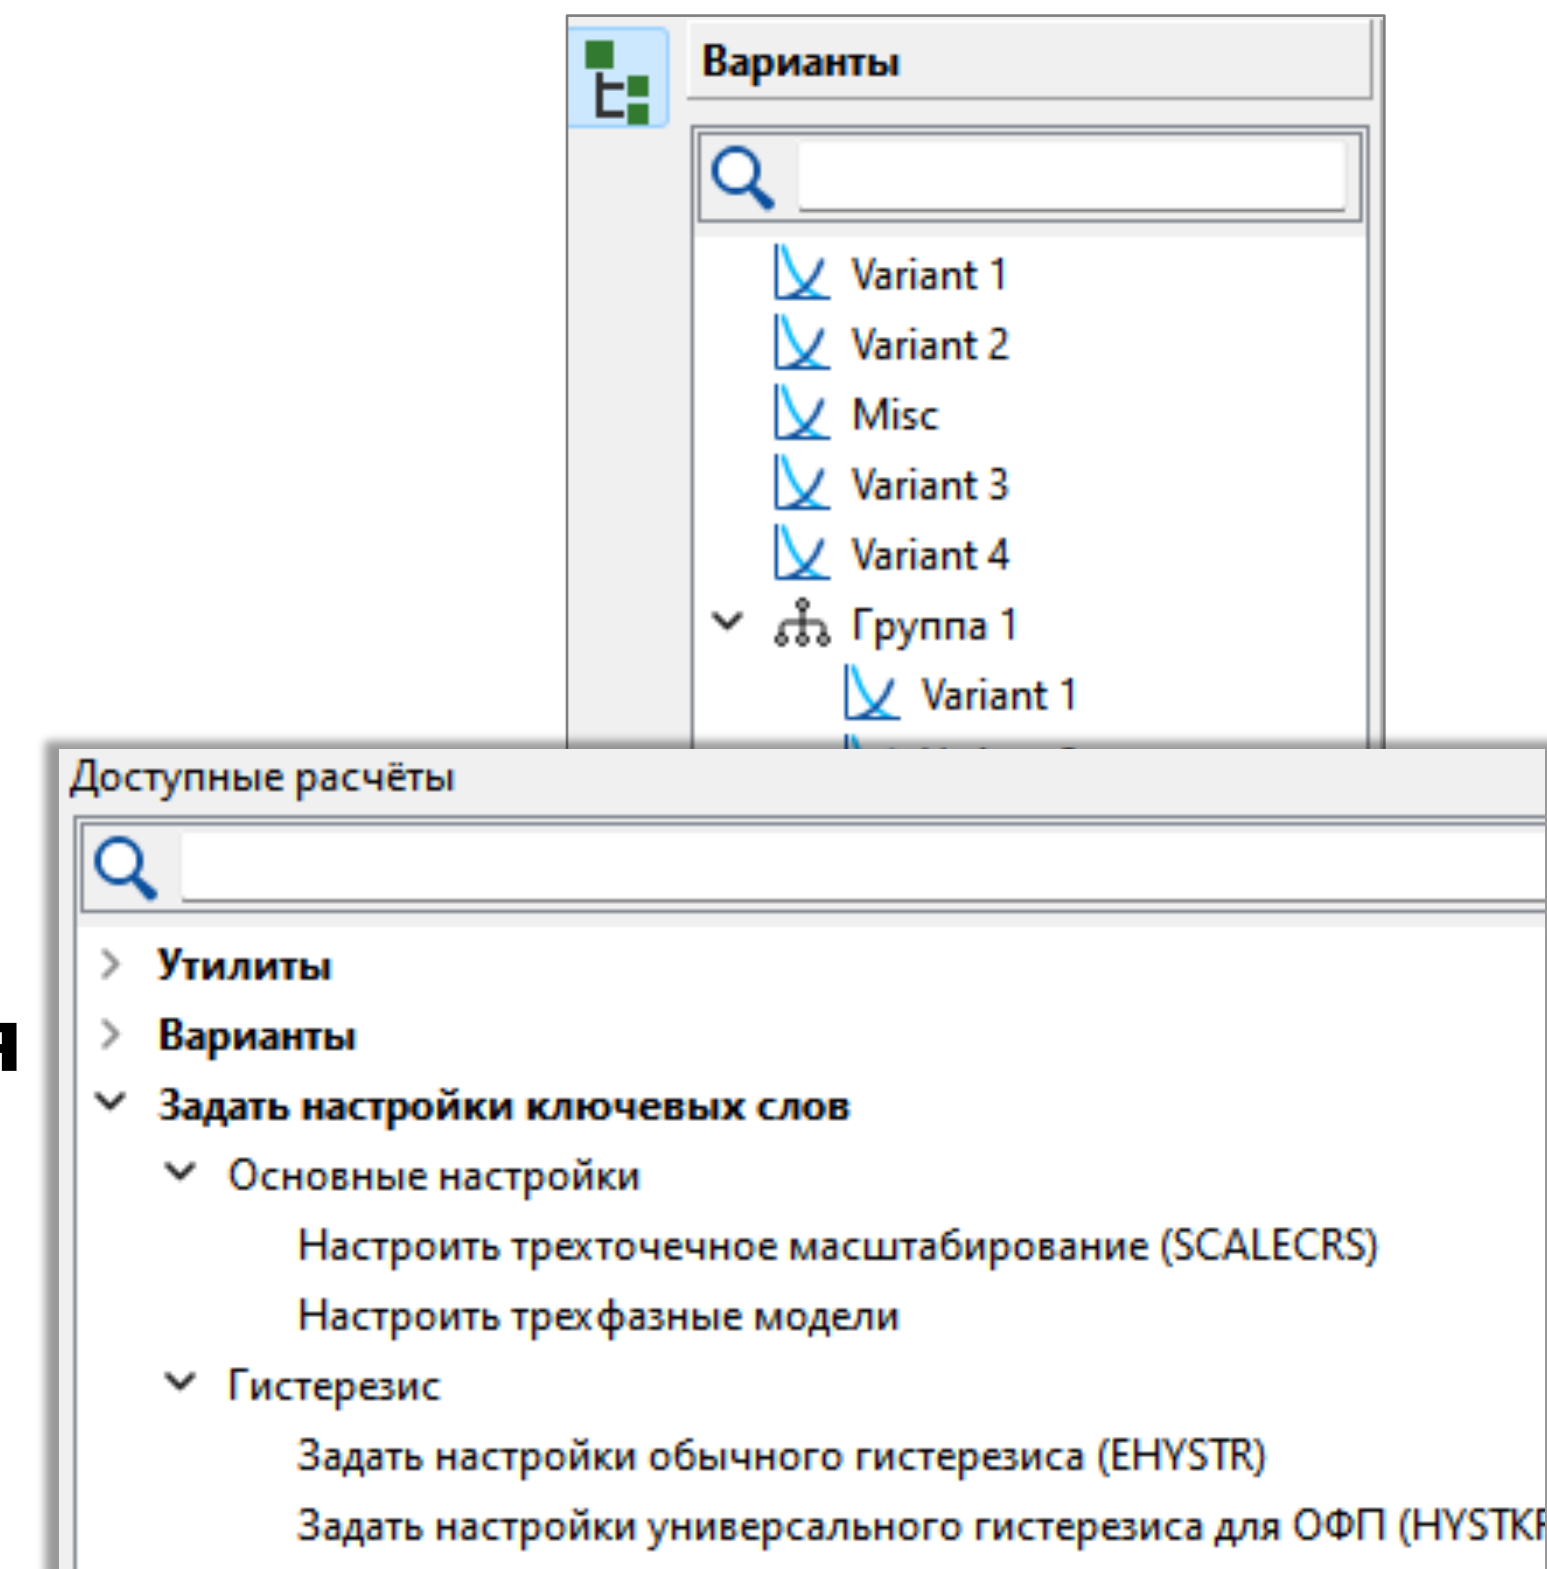 Варианты
Variant 1
Variant 2
Misc
Variant 3
Variant 4
Группа 1
Variant 1
Доступные расчёты
Утилиты
Варианты
Задать настройки ключевых слов
Основные настройки
Настроить трехточечное масштабирование (SCALECRS)
Настроить трехфазные модели
Гистерезис
Задать настройки обычного гистерезиса (EHYSTR)
Задать настройки универсального гистерезиса для ОФП